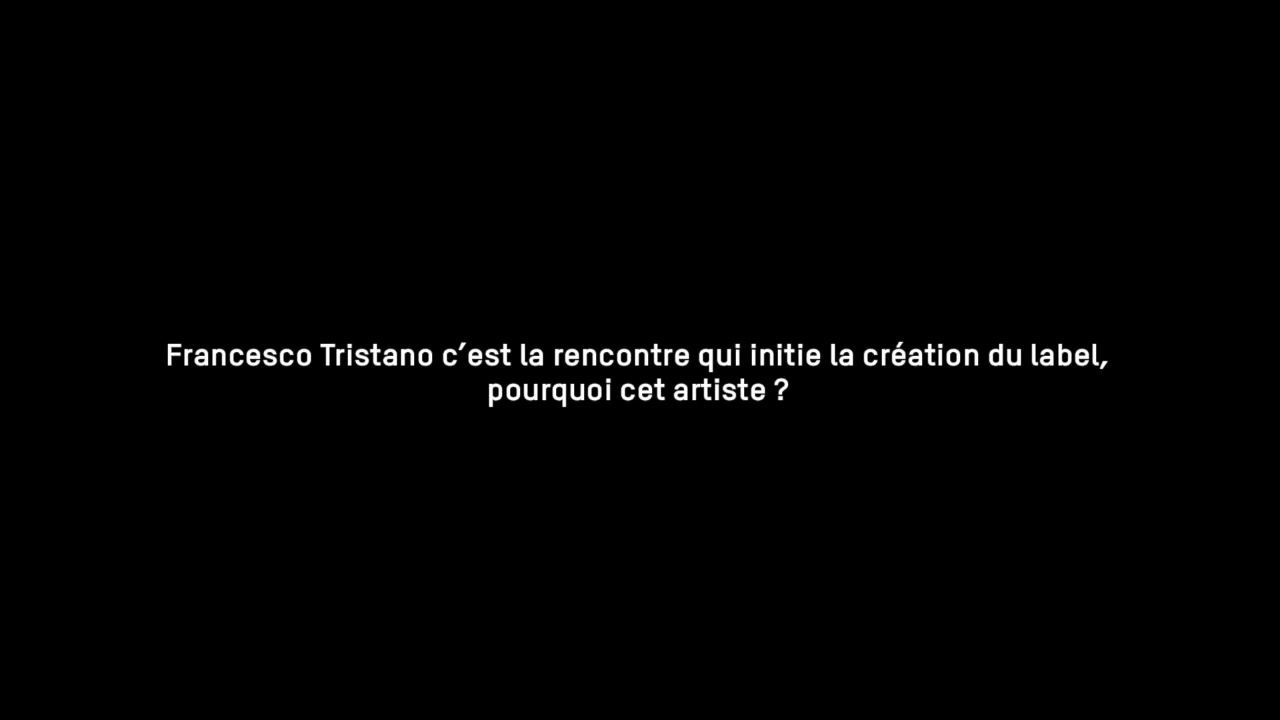 Francesco Tristano c´est la rencontre qui initie la création du label,
pourquoi cet artiste ?